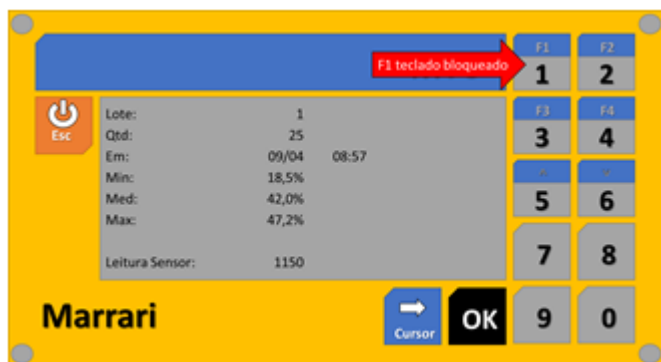 F1 teclado bloqueado
F1
1
F2
2
Esc
Lote: 1
Qtd: 25
Em: 09/04 08:57
Min: 18,5%
Med: 42,0%
Max: 47,2%
Leitura Sensor: 1150
F3
3
F4
4
5
6
7
8
Marrari
Cursor
OK
9
0